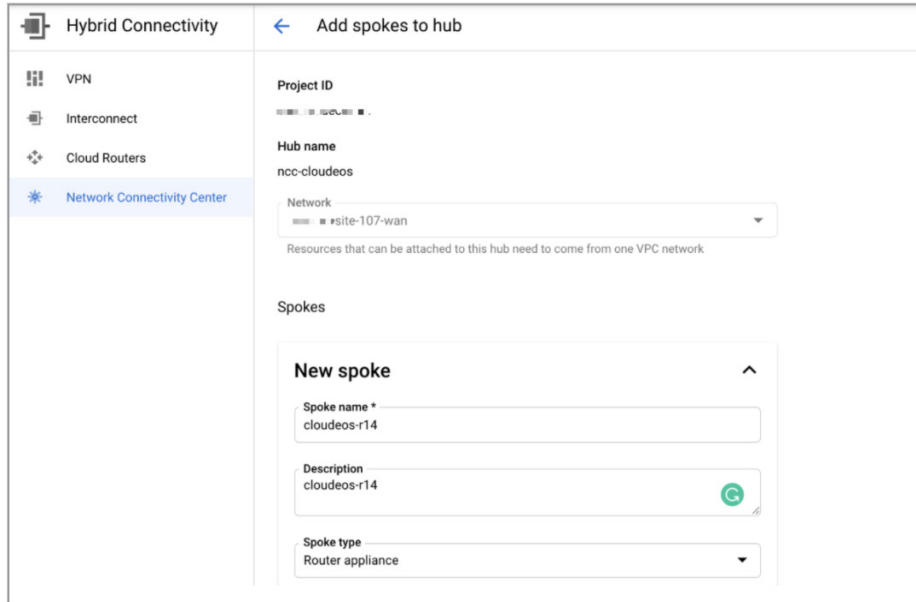 Hybrid Connectivity
Add spokes to hub
VPN
Interconnect
Cloud Routers
Network Connectivity Center
Project ID
Hub name
ncc-cloudeos
Network
site-107-wan
Resources that can be attached to this hub need to come from one VPC network
Spokes
New spoke
Spoke name *
cloudeos-r14
Description
cloudeos-r14
Spoke type
Router appliance